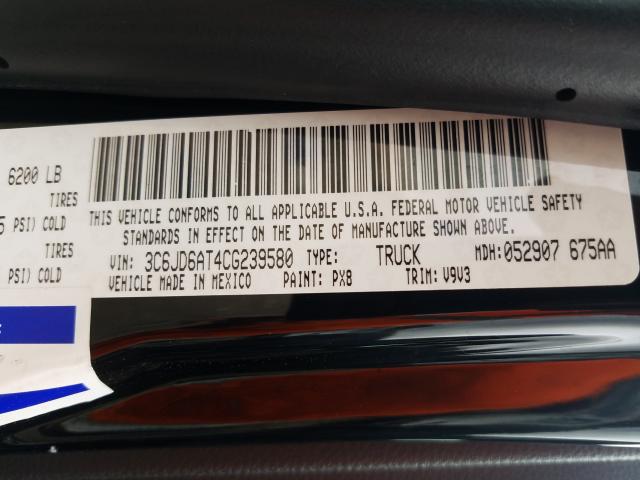 6200 LB
TIRES
5 PSI) COLD
TIRES
PSI) COLD
THIS VEHICLE CONFORMS TO ALL APPLICABLE U.S.A. FEDERAL MOTOR VEHICLE SAFETY
STANDARDS IN EFFECT ON THE DATE OF MANUFACTURE SHOWN ABOVE.
VIN: 3C6JD6AT4CG239580 TYPE: TRUCK MDH: 052907 675AA
VEHICLE MADE IN MEXICO PAINT: PX8 TRIM: V9V3